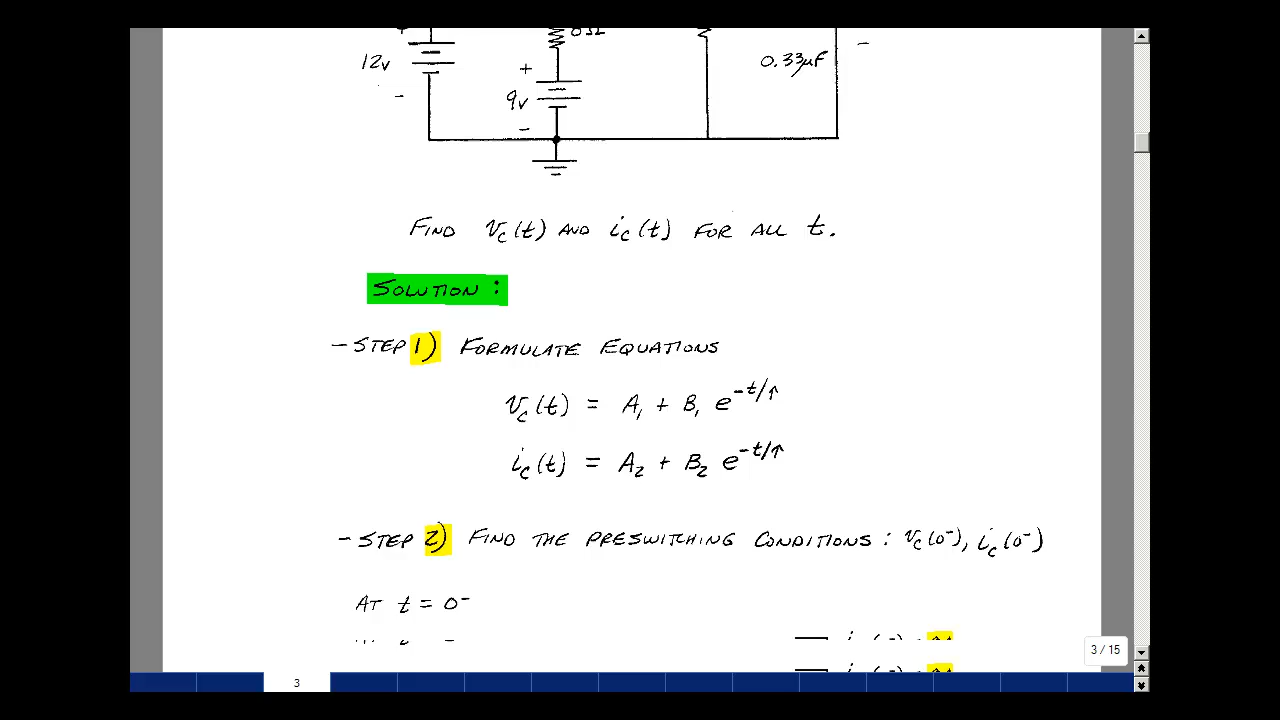 12v
+
-
0.33µF
-
+
9v
-
FIND vc(t) AND ic(t) FOR ALL t.
SOLUTION :
- STEP 1) FORMULATE EQUATIONS
vc(t) = A1 + B1 e^-t/↑
ic(t) = A2 + B2 e^-t/↑
- STEP 2) FIND THE PRESWITCHING CONDITIONS : vc(0-), ic(0-)
AT t = 0-
3 / 15
3